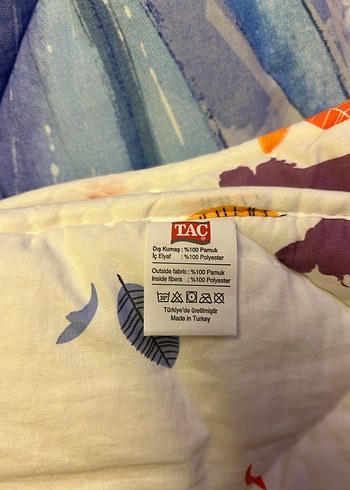 TAÇ
Dış Kumaş : %100 Pamuk
İç Elyaf : %100 Polyester
Outside fabric : %100 Pamuk
Inside fibers : %100 Polyester
30°
Türkiye'de üretilmiştir
Made in Turkey